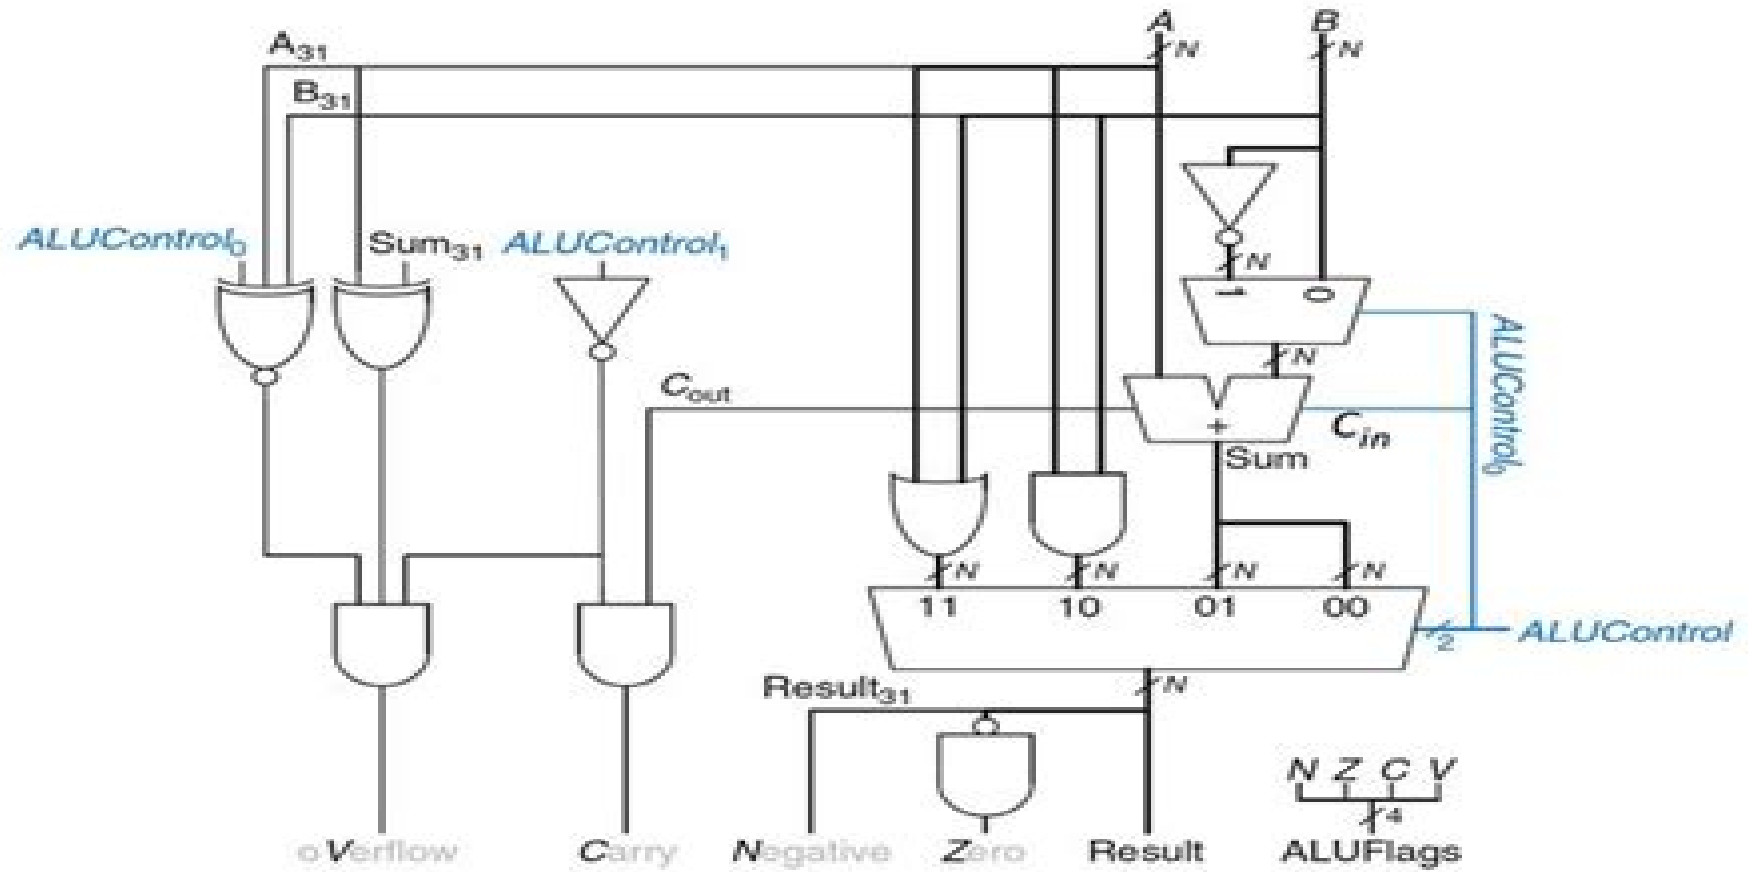 A B
A31 N N
B31
ALUControl0 Sum31 ALUControl1
N
1 0
ALUControl0
N
Cout
+ Cin
Sum
N N N N
11 10 01 00
2 ALUControl
Result31 N
N Z C V
4
oVerflow Carry Negative Zero Result ALUFlags